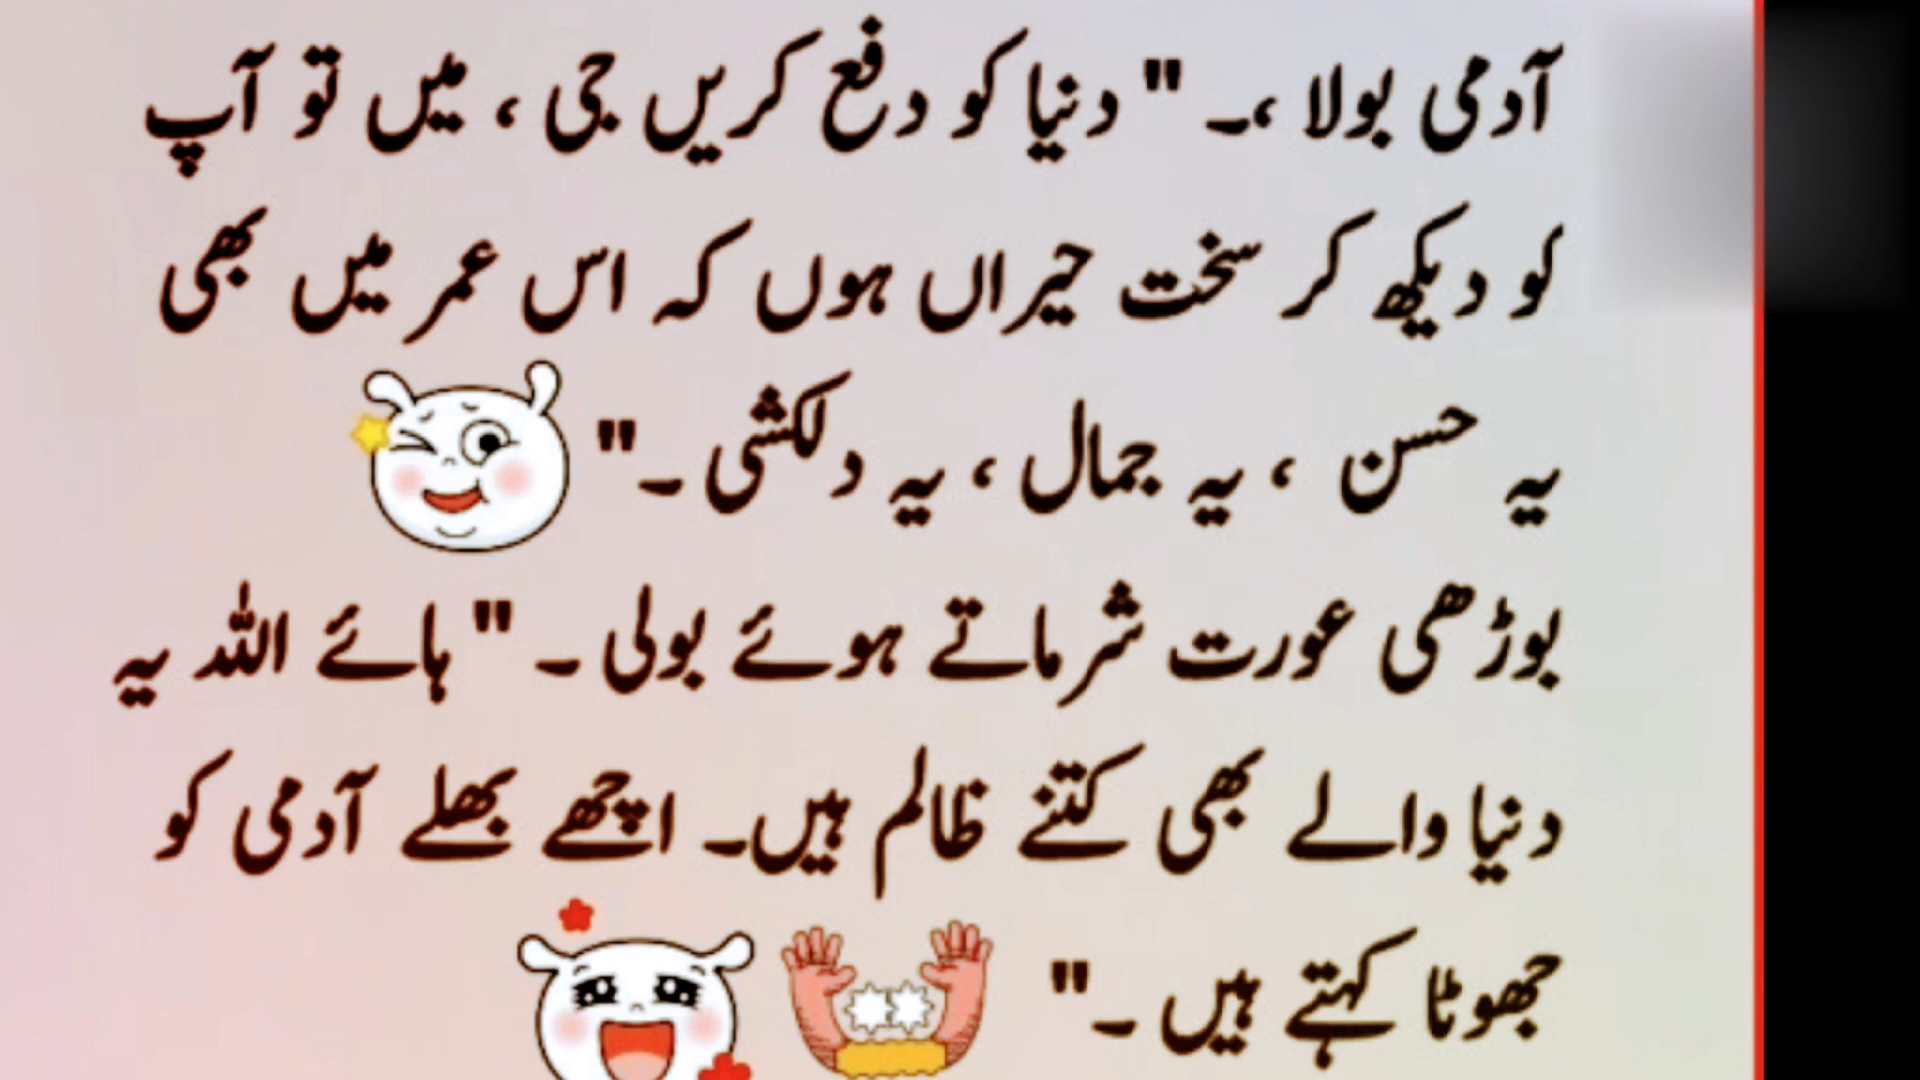 آدمی بولا ،۔ " دنیا کو دفع کریں جی ، میں تو آپ
کو دیکھ کر سخت حیراں ہوں کہ اس عمر میں بھی
یہ حسن ، یہ جمال ، یہ دلکشی ۔"
بوڑھی عورت شرماتے ہوئے بولی ۔ " ہائے اللہ یہ
دنیا والے بھی کتنے ظالم ہیں۔ اچھے بھلے آدمی کو
جھوٹا کہتے ہیں ۔"